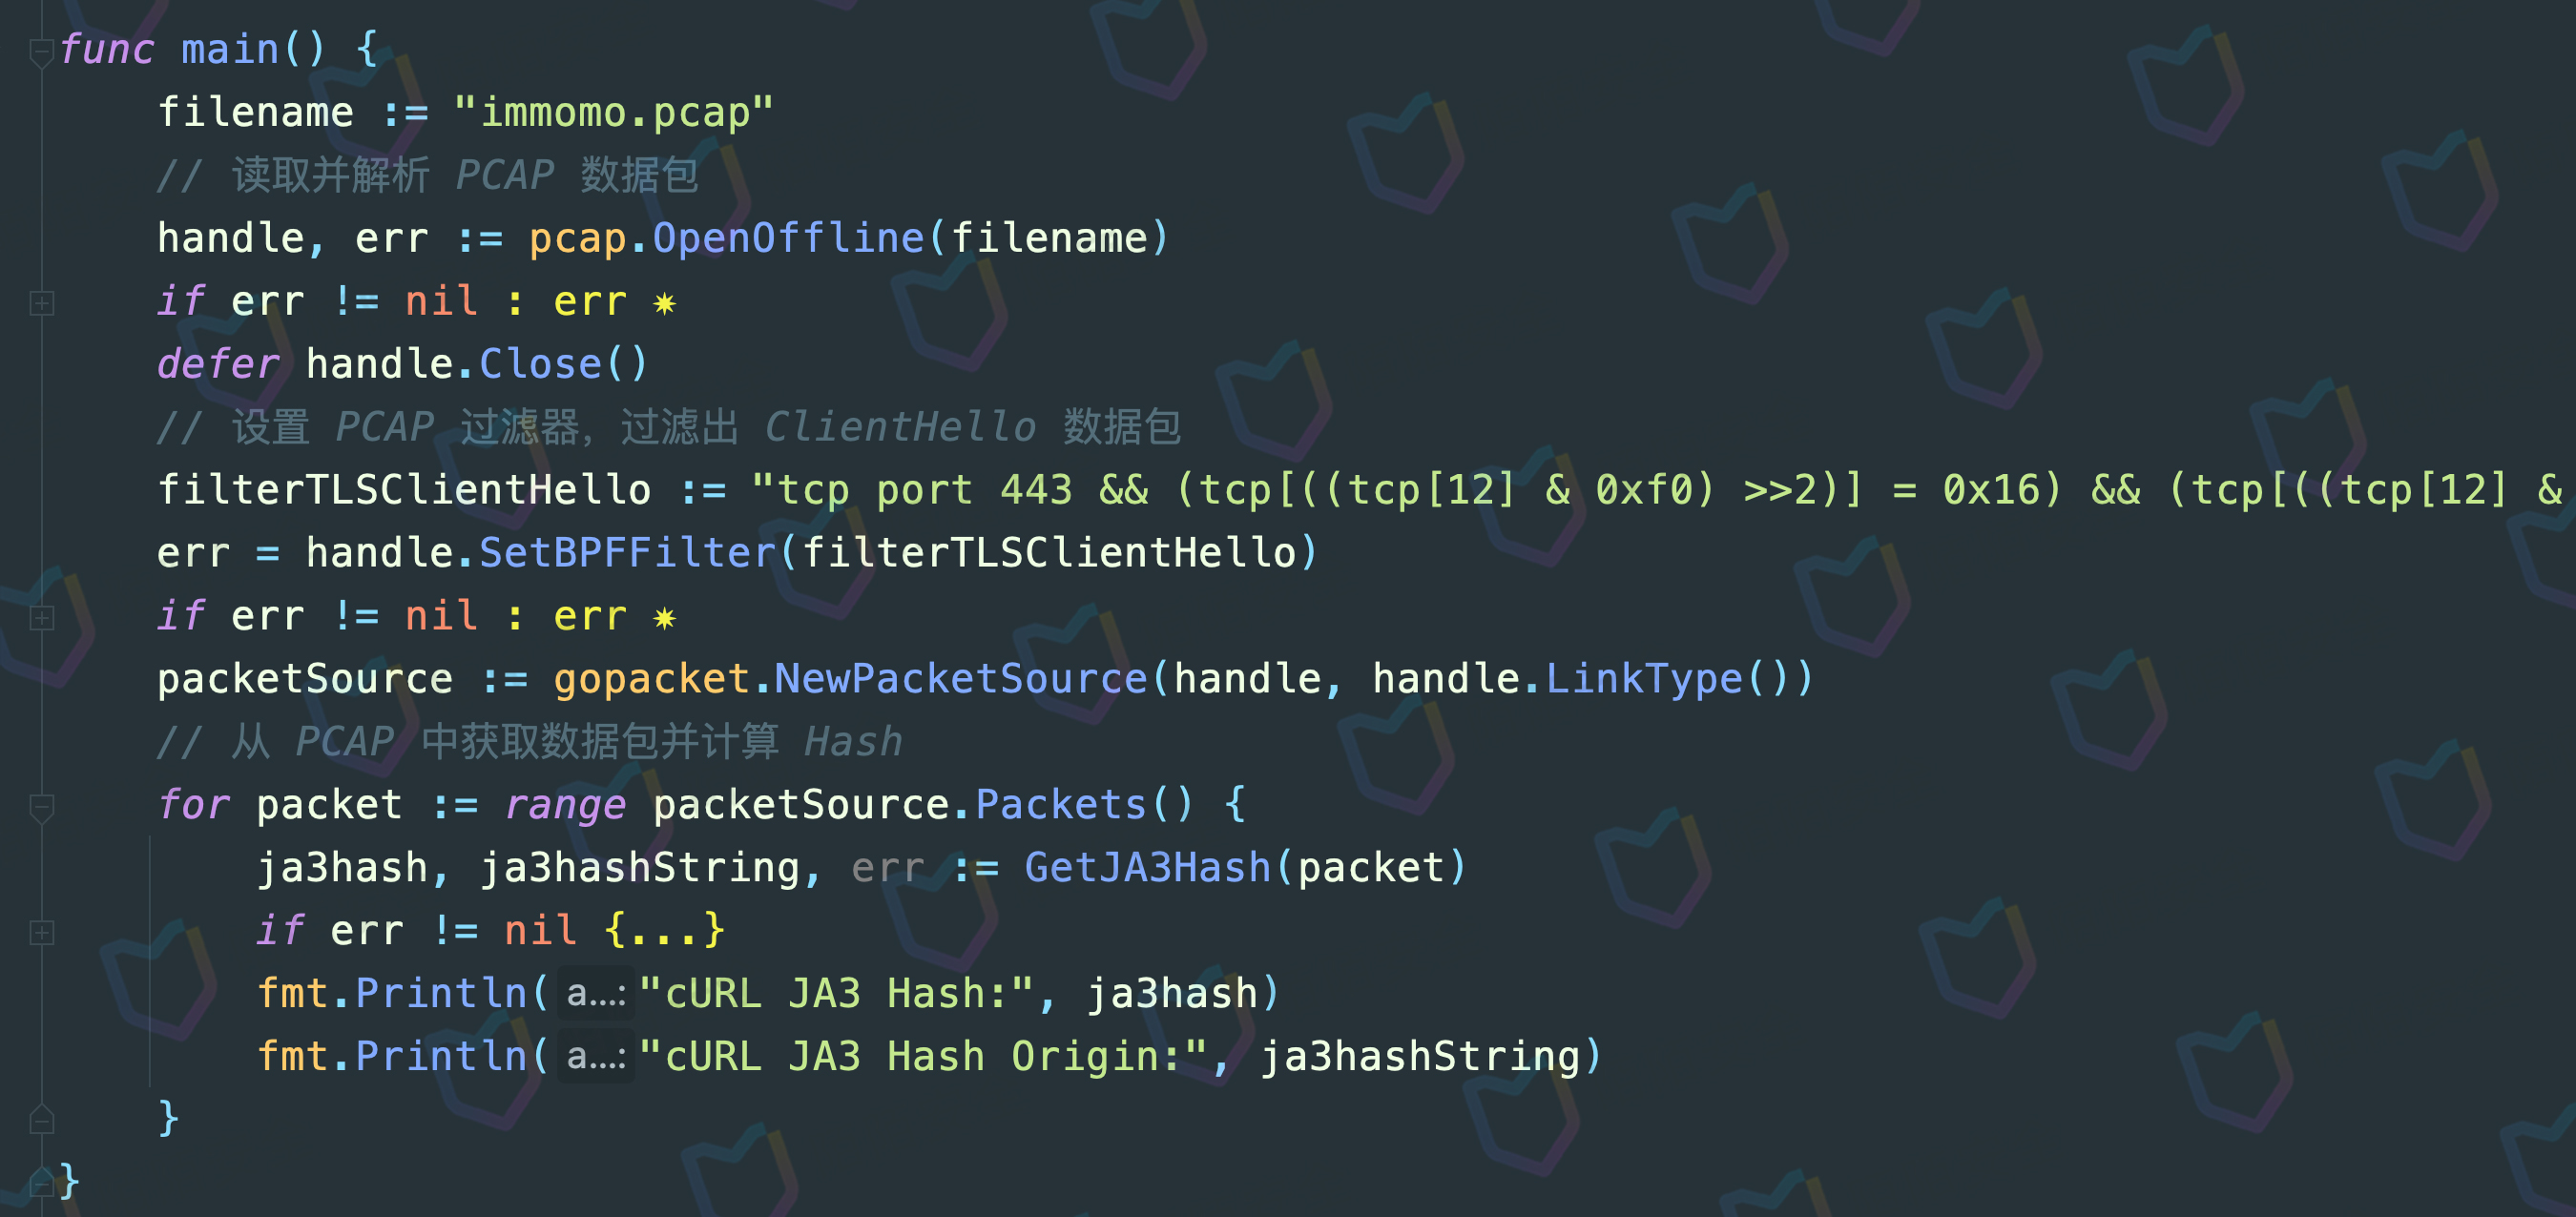 func main() {
filename := "immomo.pcap"
// 读取并解析 PCAP 数据包
handle, err := pcap.OpenOffline(filename)
if err != nil : err ✷
defer handle.Close()
// 设置 PCAP 过滤器，过滤出 ClientHello 数据包
filterTLSClientHello := "tcp port 443 && (tcp[((tcp[12] & 0xf0) >>2)] = 0x16) && (tcp[((tcp[12] &
err = handle.SetBPFFilter(filterTLSClientHello)
if err != nil : err ✷
packetSource := gopacket.NewPacketSource(handle, handle.LinkType())
// 从 PCAP 中获取数据包并计算 Hash
for packet := range packetSource.Packets() {
ja3hash, ja3hashString, err := GetJA3Hash(packet)
if err != nil {...}
fmt.Println( a...: "cURL JA3 Hash:", ja3hash)
fmt.Println( a...: "cURL JA3 Hash Origin:", ja3hashString)
}
}